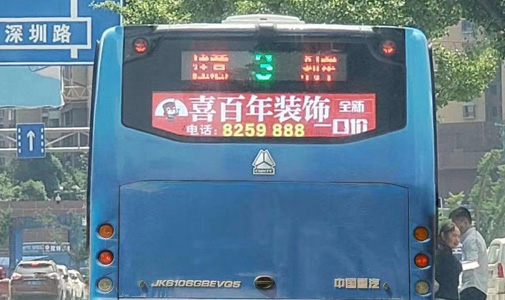 深圳路
3
喜百年装饰 全新
电话：8259 888 一口价
JK6108GBEVQ5 中国重汽